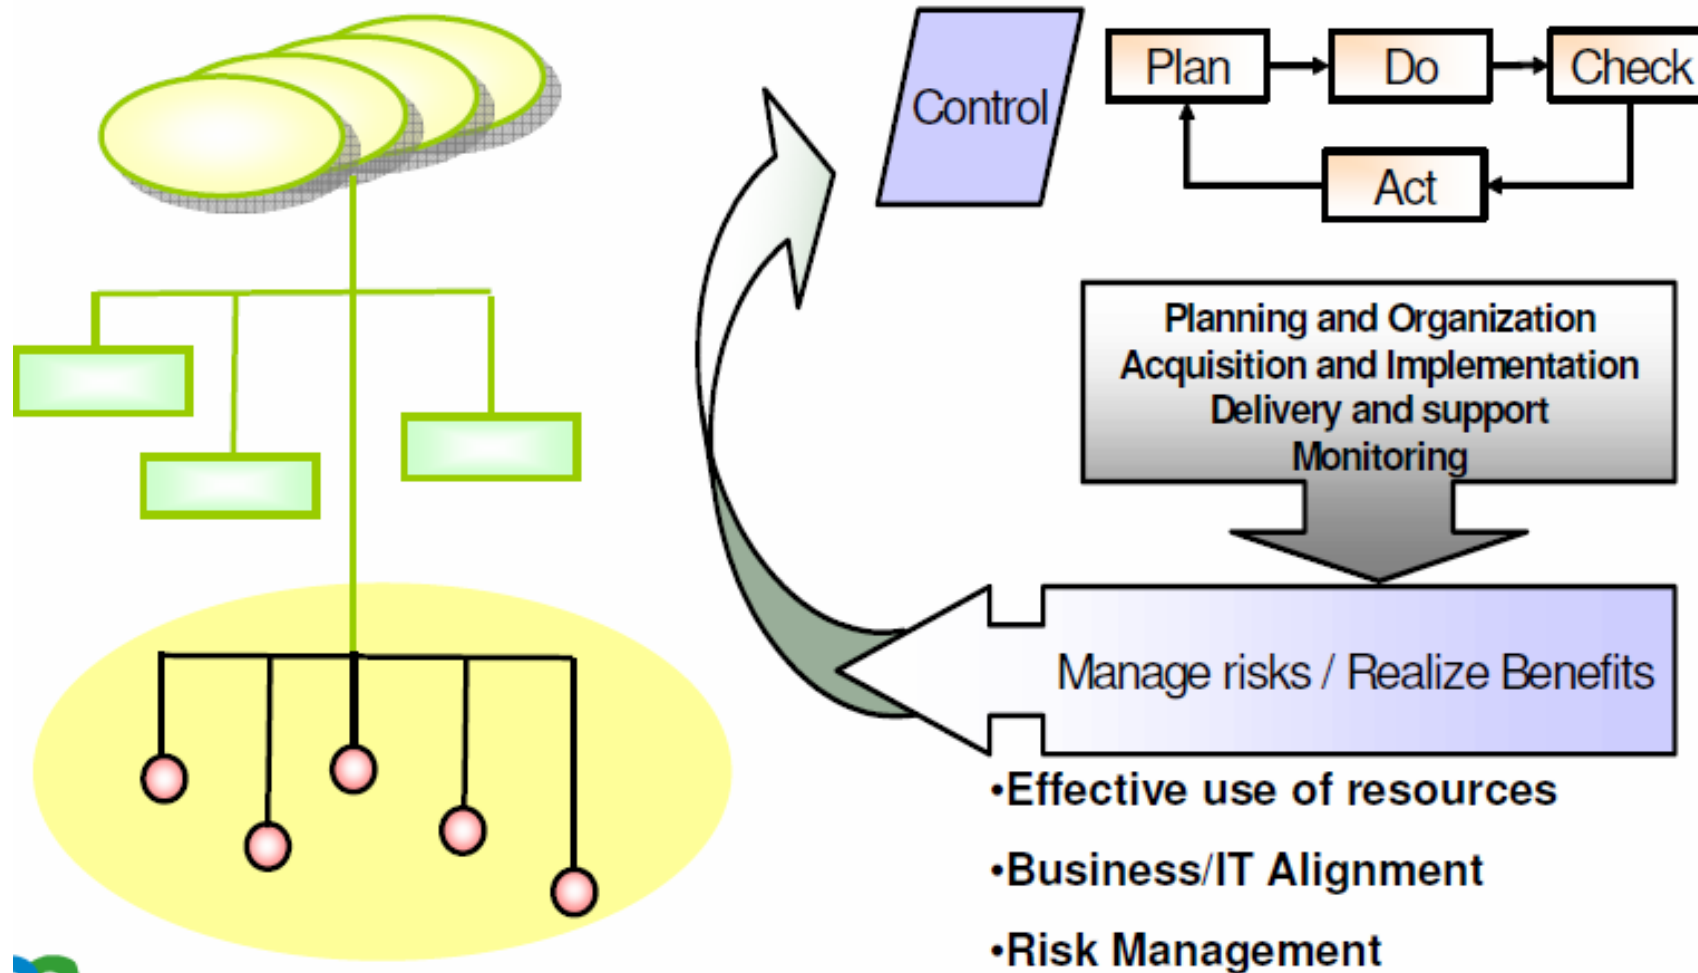 Control
Plan
Do
Check
Act
Planning and Organization
Acquisition and Implementation
Delivery and support
Monitoring
Manage risks / Realize Benefits
•Effective use of resources
•Business/IT Alignment
•Risk Management